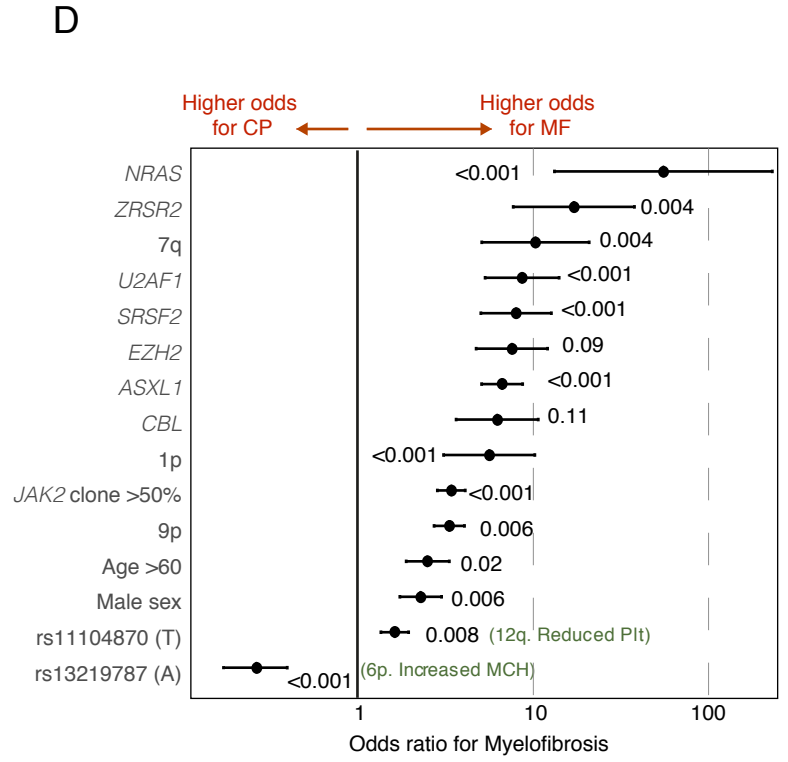 D
Higher odds
for CP
Higher odds
for MF
NRAS <0.001
ZRSR2 0.004
7q 0.004
U2AF1 <0.001
SRSF2 <0.001
EZH2 0.09
ASXL1 <0.001
CBL 0.11
1p <0.001
JAK2 clone >50% <0.001
9p 0.006
Age >60 0.02
Male sex 0.006
rs11104870 (T) 0.008 (12q. Reduced Plt)
rs13219787 (A) <0.001 (6p. Increased MCH)
1 10 100
Odds ratio for Myelofibrosis